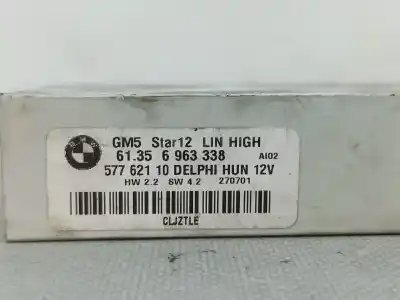 GM5 Star12 LIN HIGH
61.35 6 963 338 AI02
577 621 10 DELPHI HUN 12V
HW 2.2 SW 4.2 270701
CLJZTLE